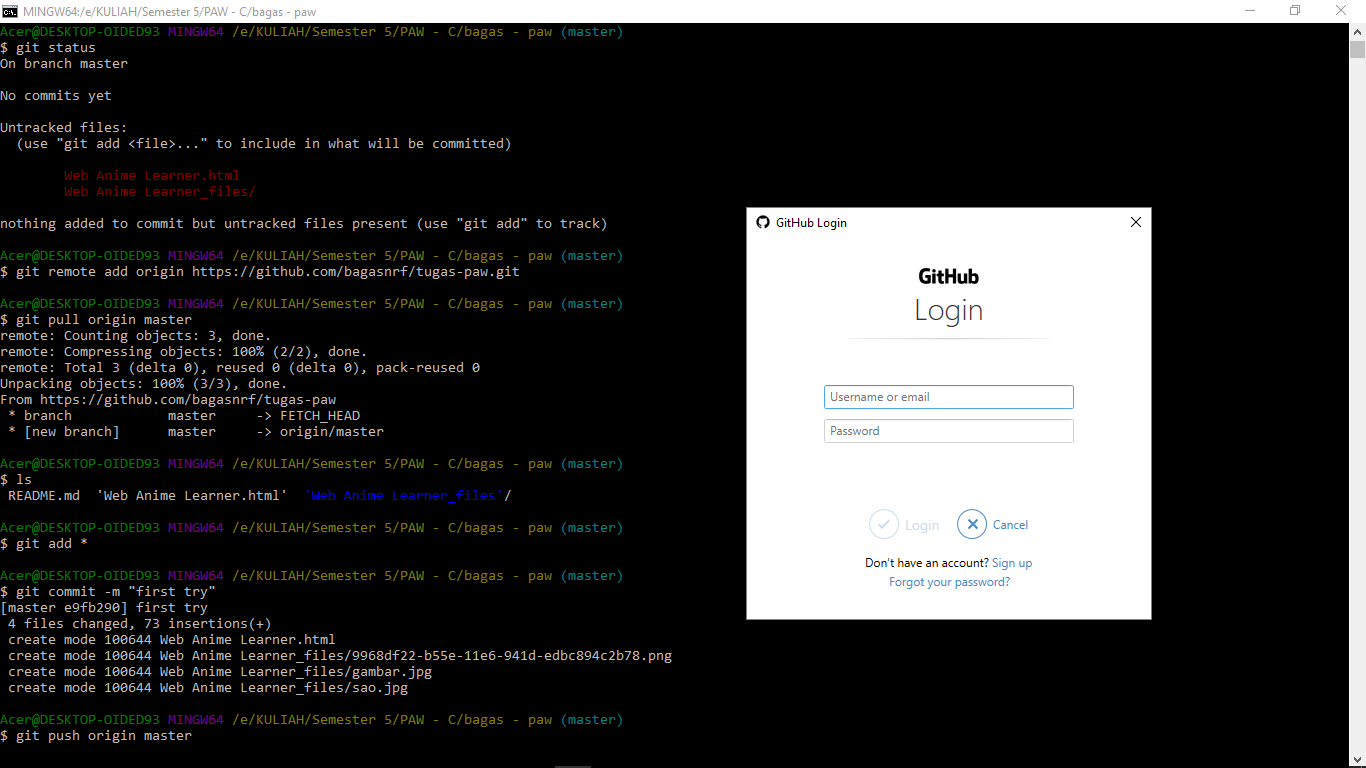 MINGW64:/e/KULIAH/Semester 5/PAW - C/bagas - paw
Acer@DESKTOP-OIDED93 MINGW64 /e/KULIAH/Semester 5/PAW - C/bagas - paw (master)
$ git status
On branch master
No commits yet
Untracked files:
(use "git add <file>..." to include in what will be committed)
Web Anime Learner.html
Web Anime Learner_files/
nothing added to commit but untracked files present (use "git add" to track)
Acer@DESKTOP-OIDED93 MINGW64 /e/KULIAH/Semester 5/PAW - C/bagas - paw (master)
$ git remote add origin https://github.com/bagasnrf/tugas-paw.git
Acer@DESKTOP-OIDED93 MINGW64 /e/KULIAH/Semester 5/PAW - C/bagas - paw (master)
$ git pull origin master
remote: Counting objects: 3, done.
remote: Compressing objects: 100% (2/2), done.
remote: Total 3 (delta 0), reused 0 (delta 0), pack-reused 0
Unpacking objects: 100% (3/3), done.
From https://github.com/bagasnrf/tugas-paw
* branch            master     -> FETCH_HEAD
* [new branch]      master     -> origin/master
Acer@DESKTOP-OIDED93 MINGW64 /e/KULIAH/Semester 5/PAW - C/bagas - paw (master)
$ ls
README.md  'Web Anime Learner.html'  'Web Anime Learner_files'/
Acer@DESKTOP-OIDED93 MINGW64 /e/KULIAH/Semester 5/PAW - C/bagas - paw (master)
$ git add *
Acer@DESKTOP-OIDED93 MINGW64 /e/KULIAH/Semester 5/PAW - C/bagas - paw (master)
$ git commit -m "first try"
[master e9fb290] first try
4 files changed, 73 insertions(+)
create mode 100644 Web Anime Learner.html
create mode 100644 Web Anime Learner_files/9968df22-b55e-11e6-941d-edbc894c2b78.png
create mode 100644 Web Anime Learner_files/gambar.jpg
create mode 100644 Web Anime Learner_files/sao.jpg
Acer@DESKTOP-OIDED93 MINGW64 /e/KULIAH/Semester 5/PAW - C/bagas - paw (master)
$ git push origin master
GitHub Login
GitHub
Login
Username or email
Password
Login
Cancel
Don't have an account? Sign up
Forgot your password?